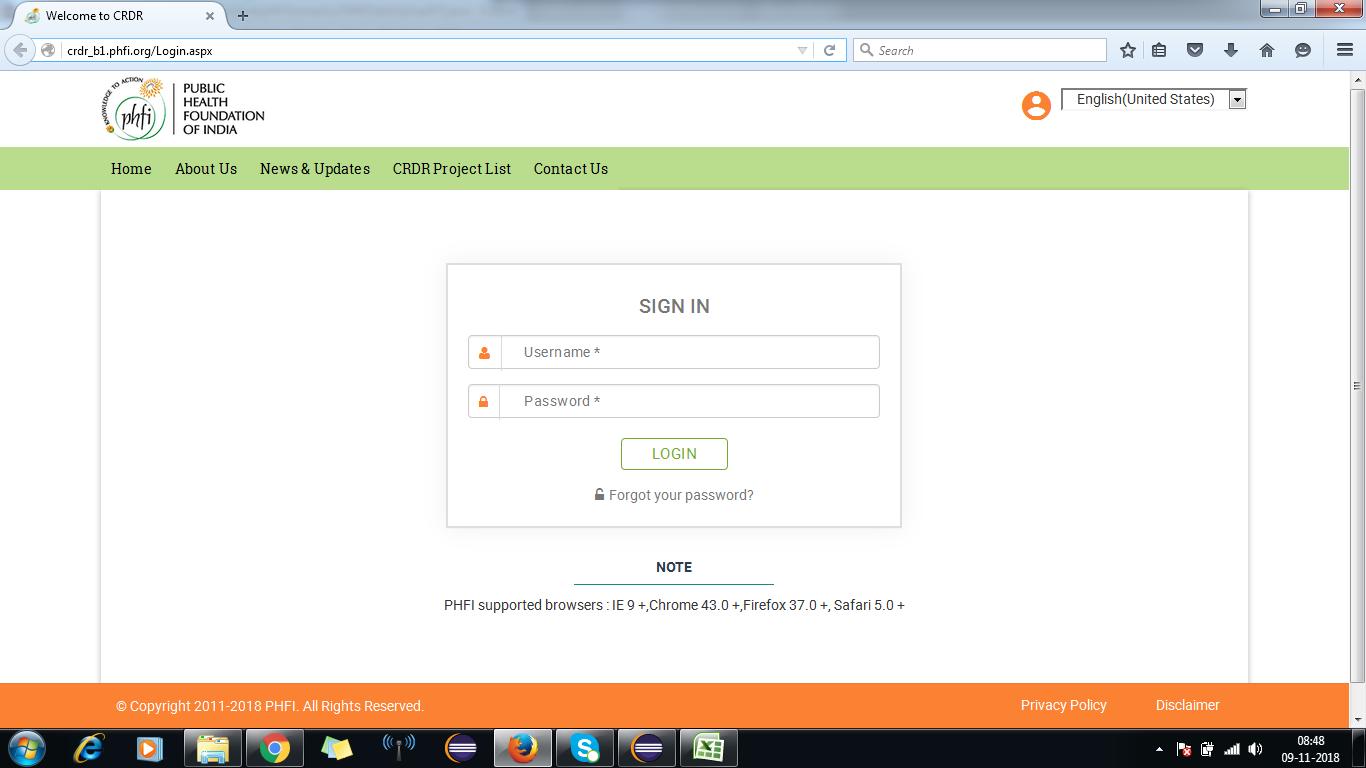 Welcome to CRDR
crdr_b1.phfi.org/Login.aspx
Search
KNOWLEDGE TO ACTION
phfi
PUBLIC
HEALTH
FOUNDATION
OF INDIA
English(United States)
Home About Us News & Updates CRDR Project List Contact Us
SIGN IN
Username *
Password *
LOGIN
Forgot your password?
NOTE
PHFI supported browsers : IE 9 +,Chrome 43.0 +,Firefox 37.0 +, Safari 5.0 +
© Copyright 2011-2018 PHFI. All Rights Reserved.
Privacy Policy Disclaimer
08:48
09-11-2018